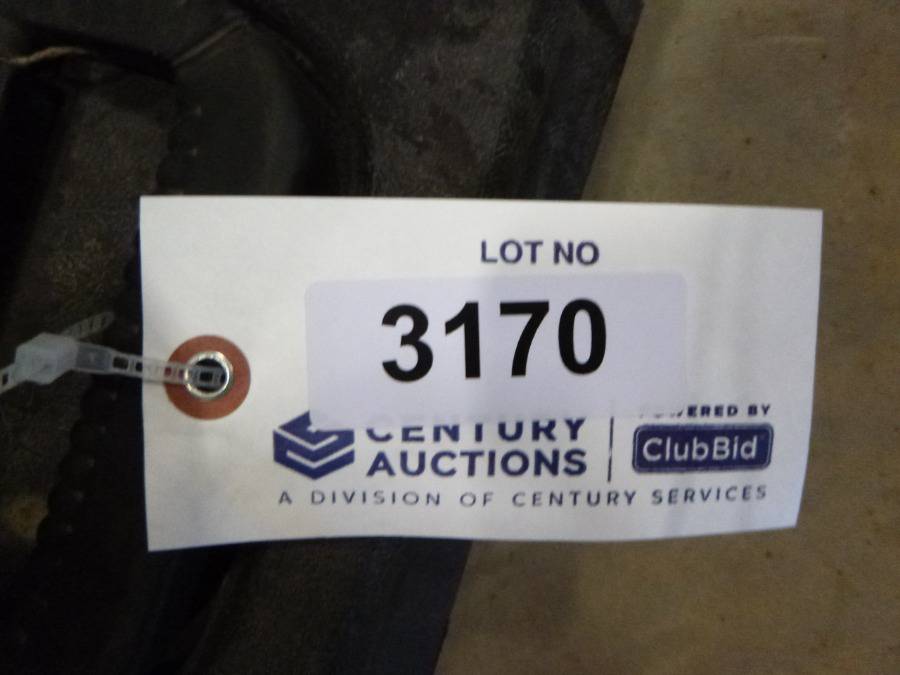 LOT NO
3170
CENTURY
AUCTIONS
POWERED BY
ClubBid
A DIVISION OF CENTURY SERVICES